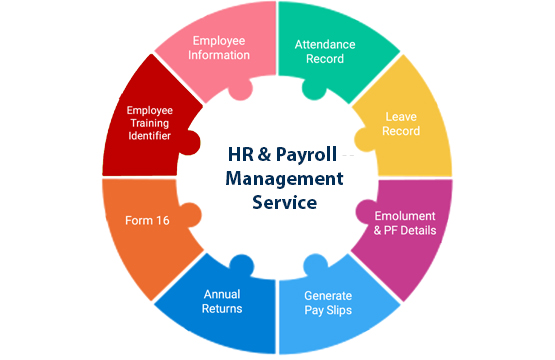 Employee
Information
Attendance
Record
Employee
Training
Identifier
Leave
Record
HR & Payroll
Management
Service
Form 16
Emolument
& PF Details
Annual
Returns
Generate
Pay Slips